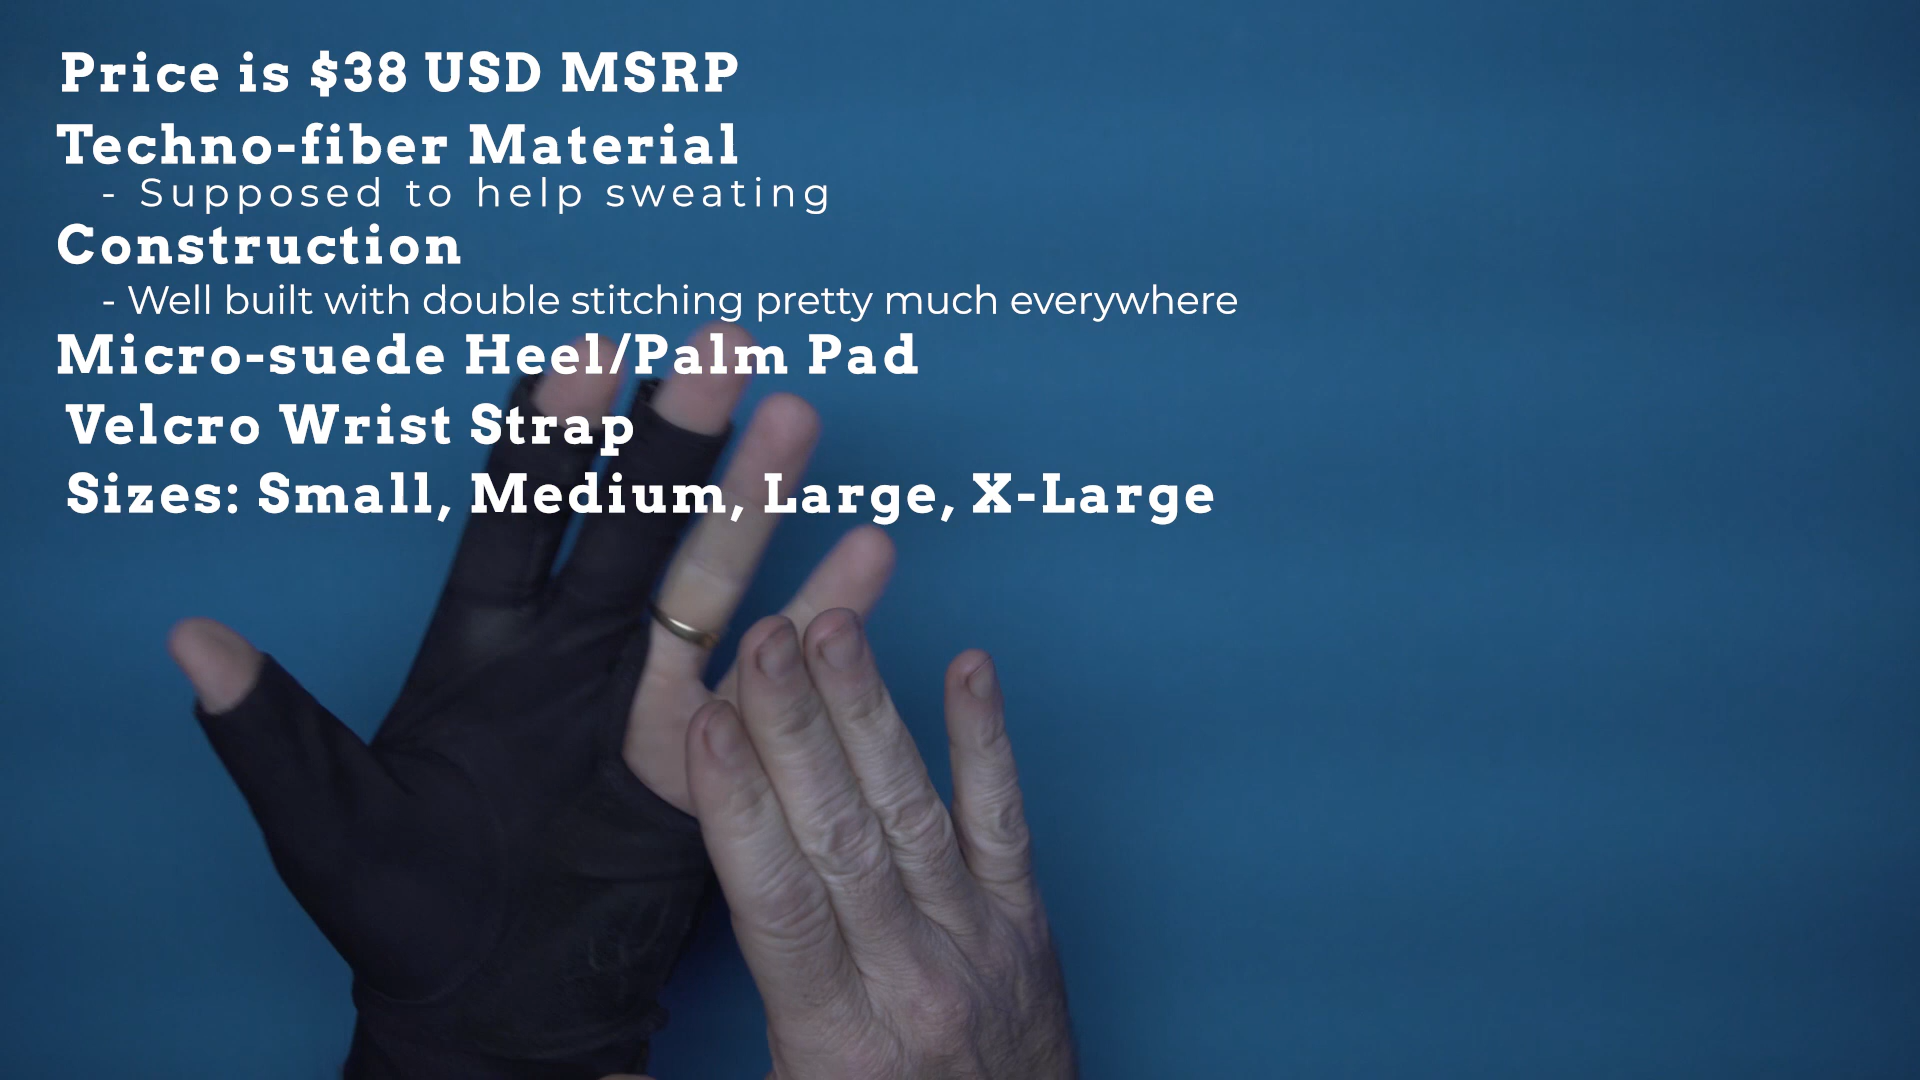 Price is $38 USD MSRP
Techno-fiber Material
- Supposed to help sweating
Construction
- Well built with double stitching pretty much everywhere
Micro-suede Heel/Palm Pad
Velcro Wrist Strap
Sizes: Small, Medium, Large, X-Large